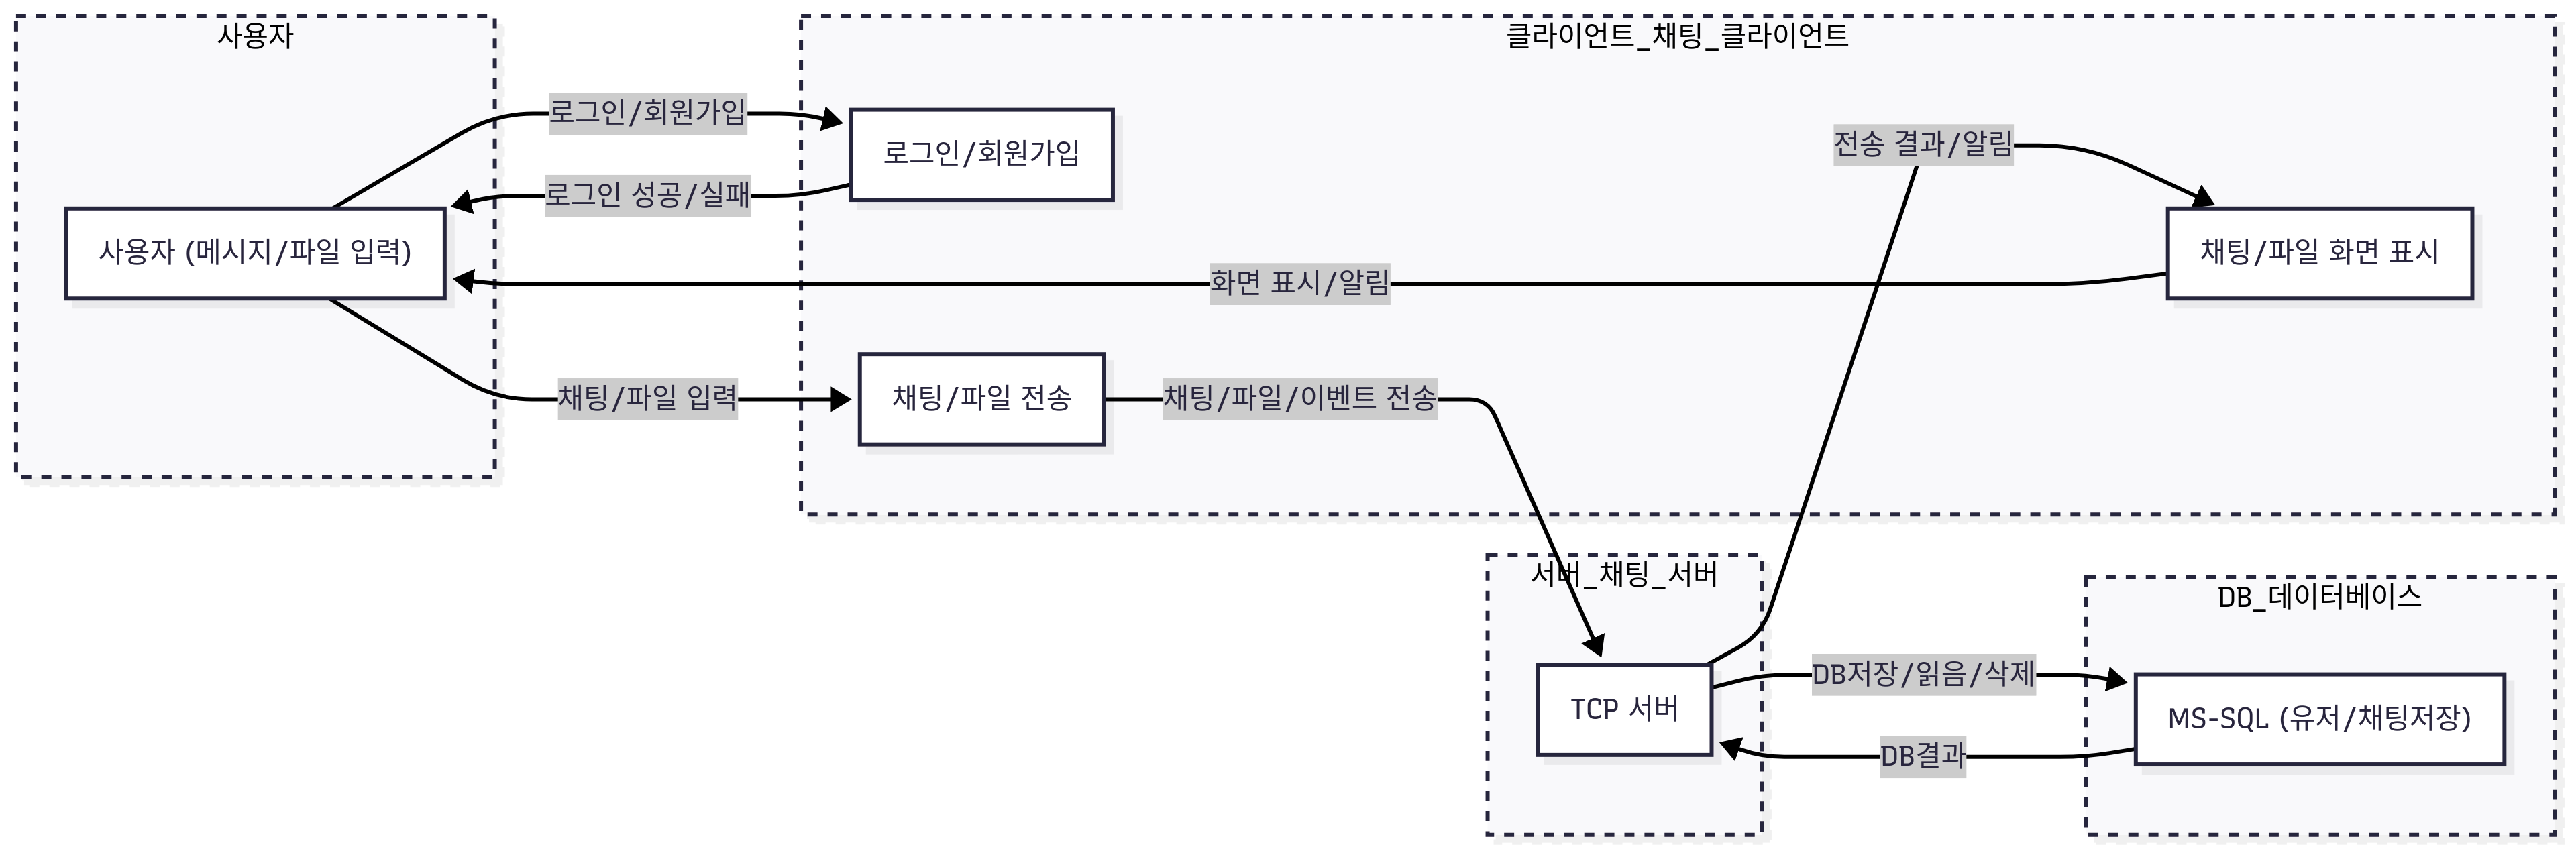 사용자
클라이언트_채팅_클라이언트
로그인/회원가입
로그인/회원가입
전송 결과/알림
로그인 성공/실패
사용자 (메시지/파일 입력)
채팅/파일 화면 표시
화면 표시/알림
채팅/파일 입력
채팅/파일 전송
채팅/파일/이벤트 전송
서버_채팅_서버
DB_데이터베이스
DB저장/읽음/삭제
TCP 서버
MS-SQL (유저/채팅저장)
DB결과